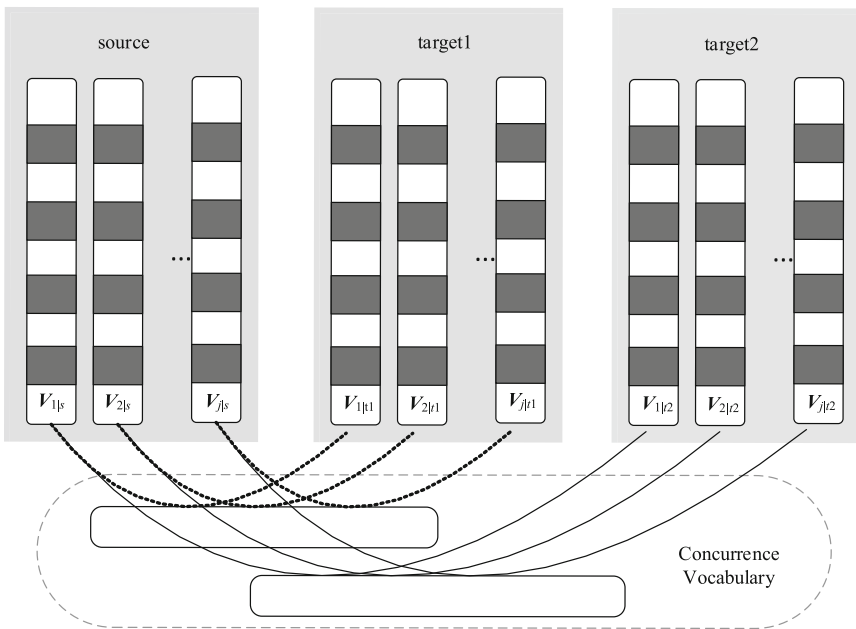 source target1 target2
... ... ...
V1|s V2|s Vj|s V1|t1 V2|t1 Vj|t1 V1|t2 V2|t2 Vj|t2
Concurrence
Vocabulary